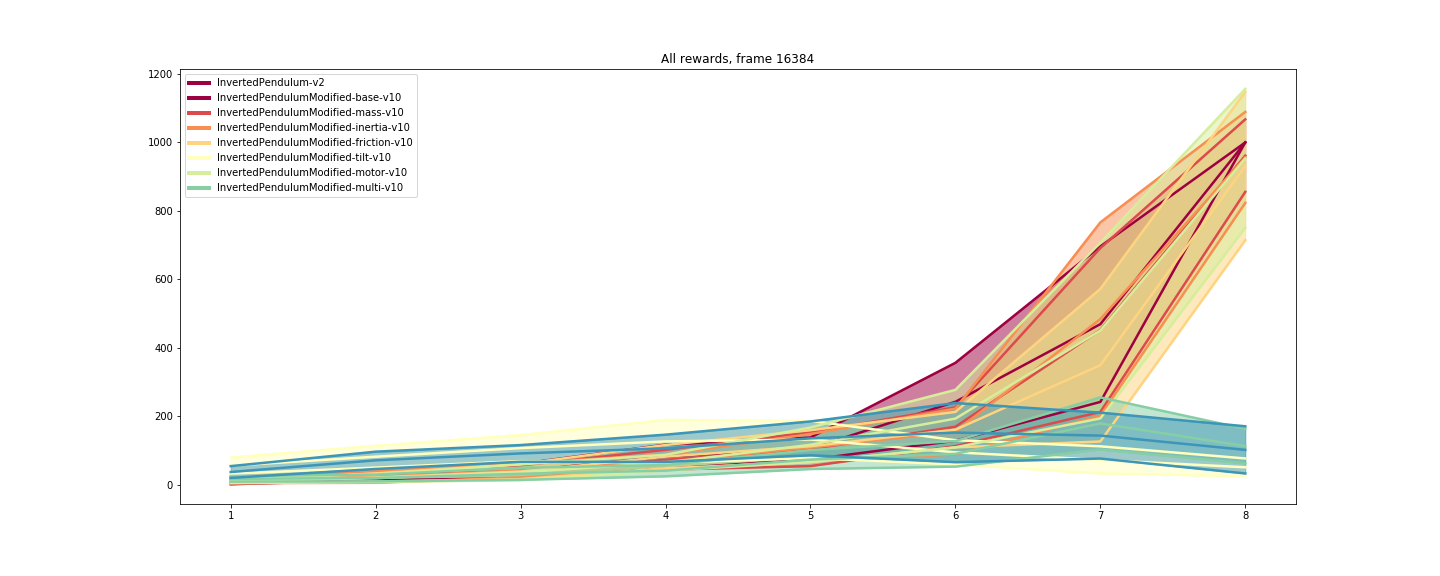 All rewards, frame 16384
1200
1000
800
600
400
200
0
InvertedPendulum-v2
InvertedPendulumModified-base-v10
InvertedPendulumModified-mass-v10
InvertedPendulumModified-inertia-v10
InvertedPendulumModified-friction-v10
InvertedPendulumModified-tilt-v10
InvertedPendulumModified-motor-v10
InvertedPendulumModified-multi-v10
1 2 3 4 5 6 7 8